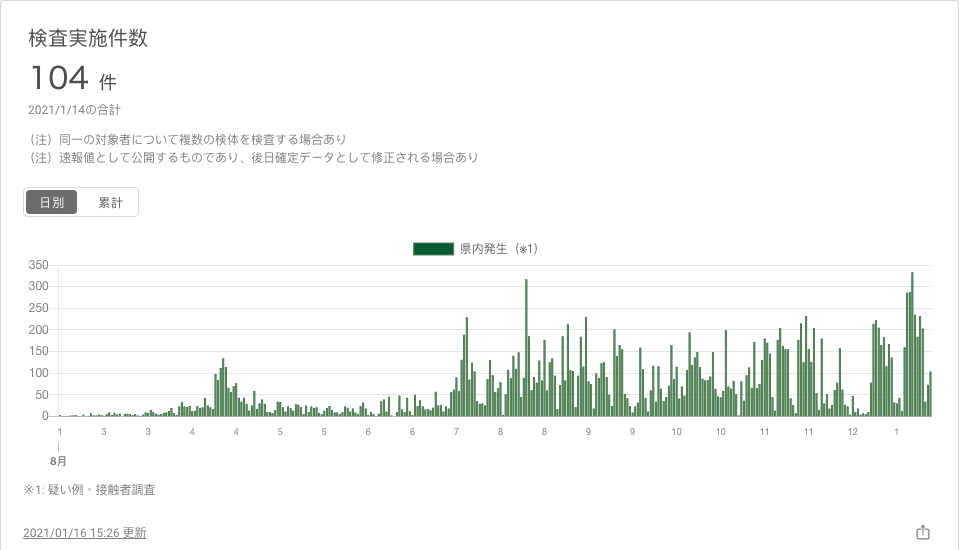 検査実施件数
104 件
2021/1/14の合計
（注）同一の対象者について複数の検体を検査する場合あり
（注）速報値として公開するものであり、後日確定データとして修正される場合あり
日別 累計
県内発生（※1）
350
300
250
200
150
100
50
0
1 3 3 4 4 5 5 6 6 7 8 8 9 9 10 10 11 11 12 1
8月
※1: 疑い例・接触者調査
2021/01/16 15:26 更新